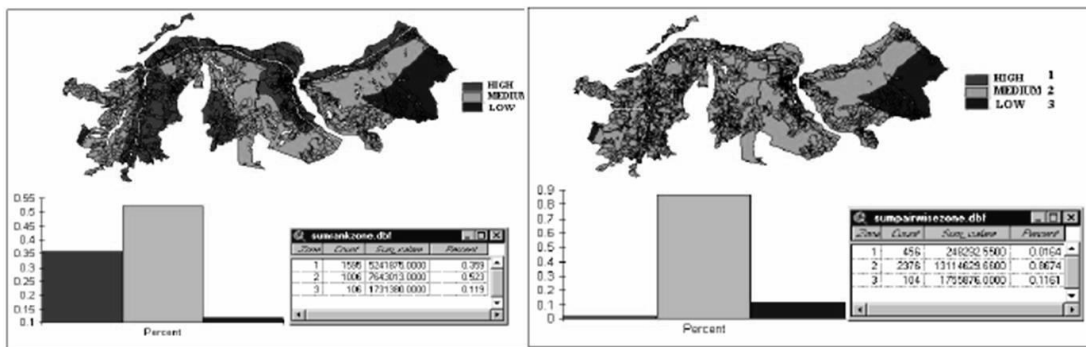 HIGH
MEDIUM
LOW
0.55
0.5
0.45
0.4
0.35
0.3
0.25
0.2
0.15
0.1
Percent
sumrankzone.dbf
Zone Count Sum_value Percent
1 1595 5241875.0000 0.359
2 1006 7643013.0000 0.523
3 106 1731380.0000 0.119
HIGH 1
MEDIUM 2
LOW 3
0.9
0.8
0.7
0.6
0.5
0.4
0.3
0.2
0.1
0
Percent
sumpairwisezone.dbf
Zone Count Sum_value Percent
1 456 248292.5500 0.0164
2 2376 13114629.6600 0.8674
3 104 1755876.0000 0.1161